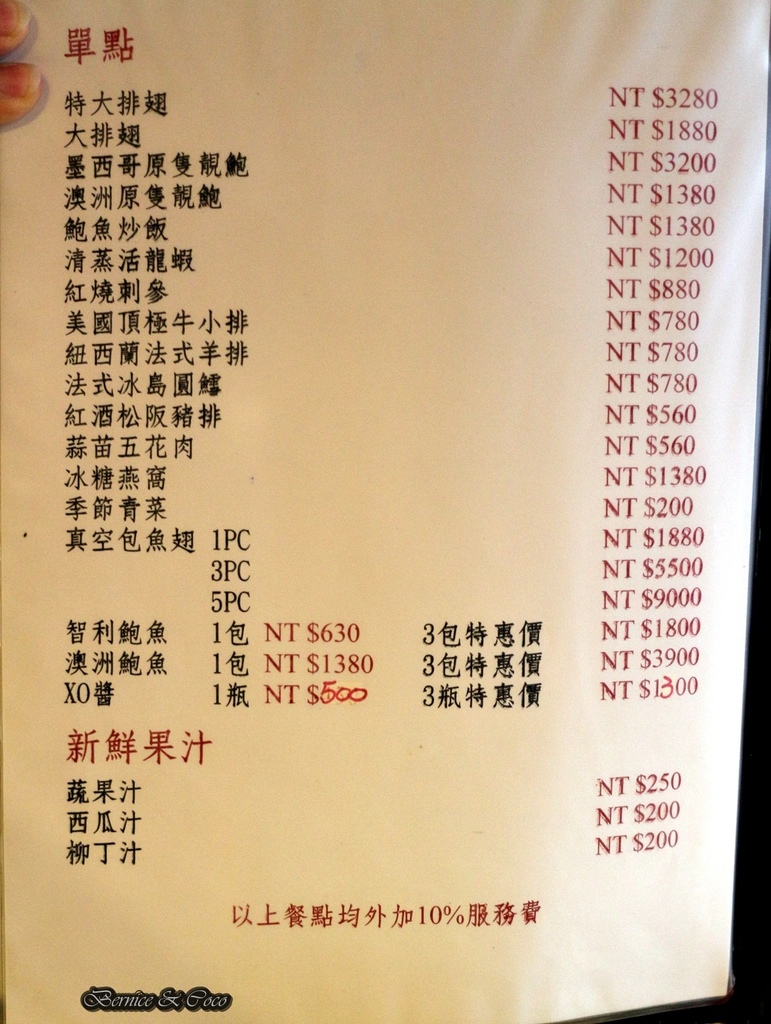 單點
特大排翅 NT $3280
大排翅 NT $1880
墨西哥原隻靚鮑 NT $3200
澳洲原隻靚鮑 NT $1380
鮑魚炒飯 NT $1380
清蒸活龍蝦 NT $1200
紅燒刺參 NT $880
美國頂極牛小排 NT $780
紐西蘭法式羊排 NT $780
法式冰島圓鱈 NT $780
紅酒松阪豬排 NT $560
蒜苗五花肉 NT $560
冰糖燕窩 NT $1380
季節青菜 NT $200
真空包魚翅 1PC NT $1880
3PC NT $5500
5PC NT $9000
智利鮑魚 1包 NT $630 3包特惠價 NT $1800
澳洲鮑魚 1包 NT $1380 3包特惠價 NT $3900
XO醬 1瓶 NT $500 3瓶特惠價 NT $1300
新鮮果汁
蔬果汁 NT $250
西瓜汁 NT $200
柳丁汁 NT $200
以上餐點均外加10%服務費
Bernice & Coco